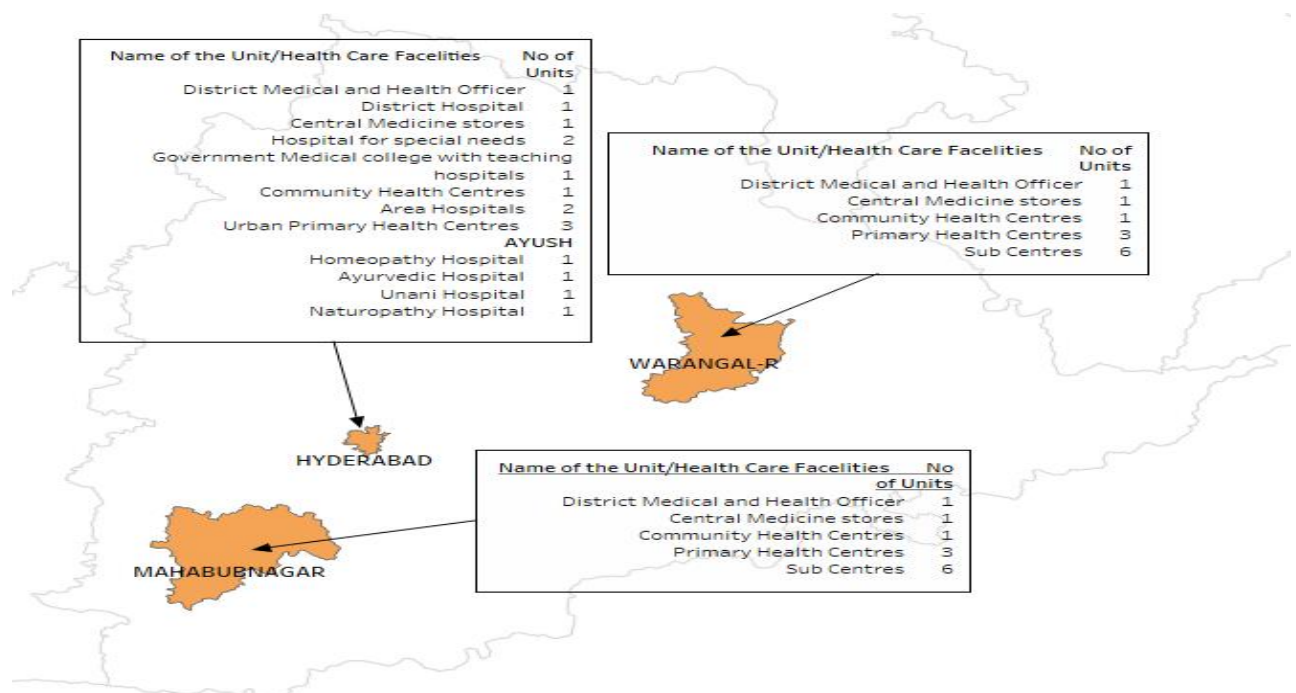 Name of the Unit/Health Care Facelities No of
Units
District Medical and Health Officer 1
District Hospital 1
Central Medicine stores 1
Hospital for special needs 2
Government Medical college with teaching
hospitals 1
Community Health Centres 1
Area Hospitals 2
Urban Primary Health Centres 3
AYUSH
Homeopathy Hospital 1
Ayurvedic Hospital 1
Unani Hospital 1
Naturopathy Hospital 1
Name of the Unit/Health Care Facelities No of
Units
District Medical and Health Officer 1
Central Medicine stores 1
Community Health Centres 1
Primary Health Centres 3
Sub Centres 6
WARANGAL-R
HYDERABAD
Name of the Unit/Health Care Facelities No
of Units
District Medical and Health Officer 1
Central Medicine stores 1
Community Health Centres 1
Primary Health Centres 3
Sub Centres 6
MAHABUBNAGAR